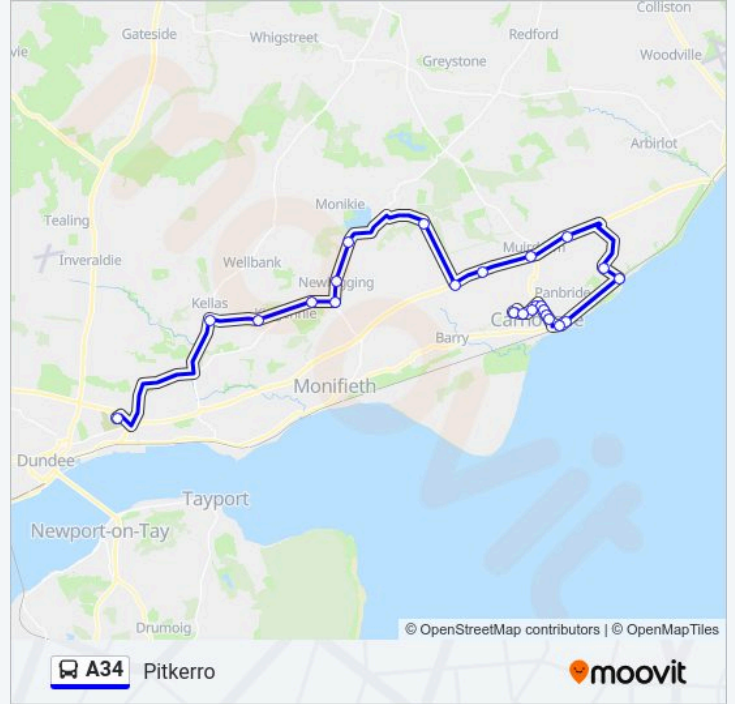 Colliston
Gateside
Whigstreet
Redford
Greystone
Woodville
Arbirlot
Monikie
Tealing
Inveraldie
Wellbank
Kellas
Panbride
Barry
Monifieth
Dundee
Tayport
Newport-on-Tay
Drumoig
© OpenStreetMap contributors | © OpenMapTiles
A34 Pitkerro
moovit